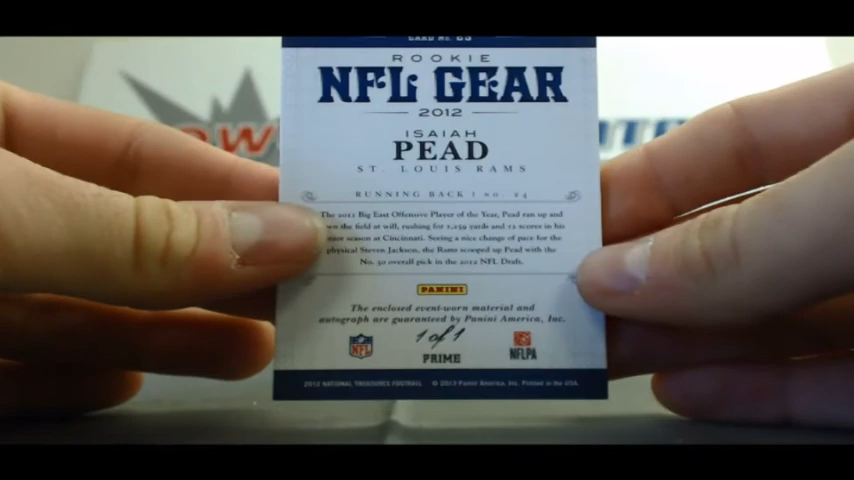 CARD No.
ROOKIE
NFL GEAR
2012
ISAIAH
PEAD
ST. LOUIS RAMS
RUNNING BACK / no. 24
The 2011 Big East Offensive Player of the Year, Pead ran up and
the field at will, rushing for 1,259 yards and 12 scores in his
season at Cincinnati. Seeing a nice change of pace for the
physical Steven Jackson, the Rams scooped up Pead with the
No. 50 overall pick in the 2012 NFL Draft.
PANINI
The enclosed event-worn material and
autograph are guaranteed by Panini America, Inc.
1 of 1
NFL
PRIME
NFLPA
2012 NATIONAL TREASURES FOOTBALL © 2013 Panini America, Inc. Printed in the USA.